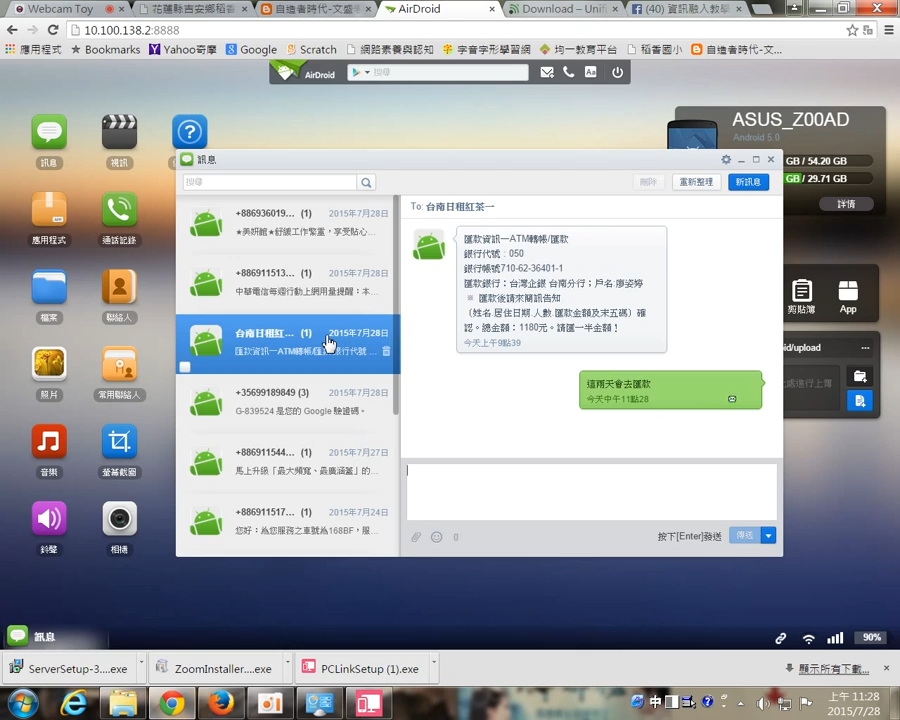 Webcam Toy
花蓮縣吉安鄉稻香
自造者時代-文盛
AirDroid
Download – Unifi
(40) 資訊融入教學
10.100.138.2:8888
應用程式
Bookmarks
Yahoo奇摩
Google
Scratch
網路素養與認知
字音字形學習網
均一教育平台
稻香國小
自造者時代-文...
AirDroid
搜尋
Aa
ASUS_Z00AD
Android 5.0
GB / 54.20 GB
GB / 29.71 GB
詳情
訊息
視訊
應用程式
通話記錄
檔案
聯絡人
照片
常用聯絡人
音樂
螢幕截圖
鈴聲
相機
剪貼簿
App
id/upload
此處進行上傳
訊息
搜尋
刪除
重新整理
新訊息
+886936019... (1) 2015年7月28日
★美妍館★舒緩工作繁重，享受貼心...
+886911513... (1) 2015年7月28日
中華電信每週行動上網用量提醒：本...
台南日租紅... (1) 2015年7月28日
匯款資訊一ATM轉帳/匯款銀行代號 ...
+35699189849 (3) 2015年7月28日
G-839524 是您的 Google 驗證碼。
+886911544... (1) 2015年7月27日
馬上升級「最大頻寬、最廣涵蓋」的...
+886911517... (1) 2015年7月24日
您好：為您服務之車號為168BF，服...
To: 台南日租紅茶一
匯款資訊一ATM轉帳/匯款
銀行代號：050
銀行帳號710-62-36401-1
匯款銀行：台灣企銀 台南分行；戶名:廖姿婷
※ 匯款後請來簡訊告知
（姓名.居住日期.人數.匯款金額及末五碼）確
認。總金額：1180元。請匯一半金額！
今天上午9點39
這兩天會去匯款
今天中午11點28
0
按下[Enter]發送
傳送
訊息
90%
ServerSetup-3....exe
ZoomInstaller....exe
PCLinkSetup (1).exe
顯示所有下載...
中
上午 11:28
2015/7/28